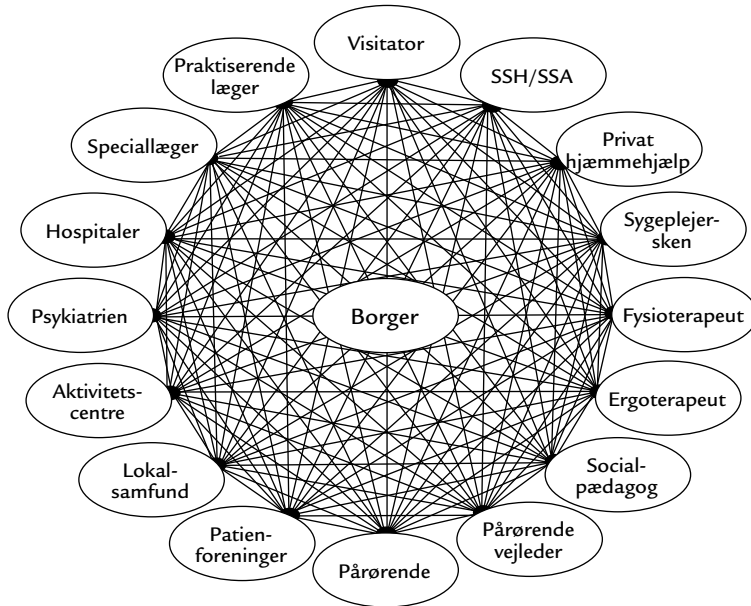 Visitator
Praktiserende
læger
SSH/SSA
Speciallæger
Privat
hjæmmehjælp
Hospitaler
Sygeplejer-
sken
Psykiatrien
Borger
Fysioterapeut
Aktivitets-
centre
Ergoterapeut
Lokal-
samfund
Social-
pædagog
Patien-
foreninger
Pårørende
Pårørende
vejleder